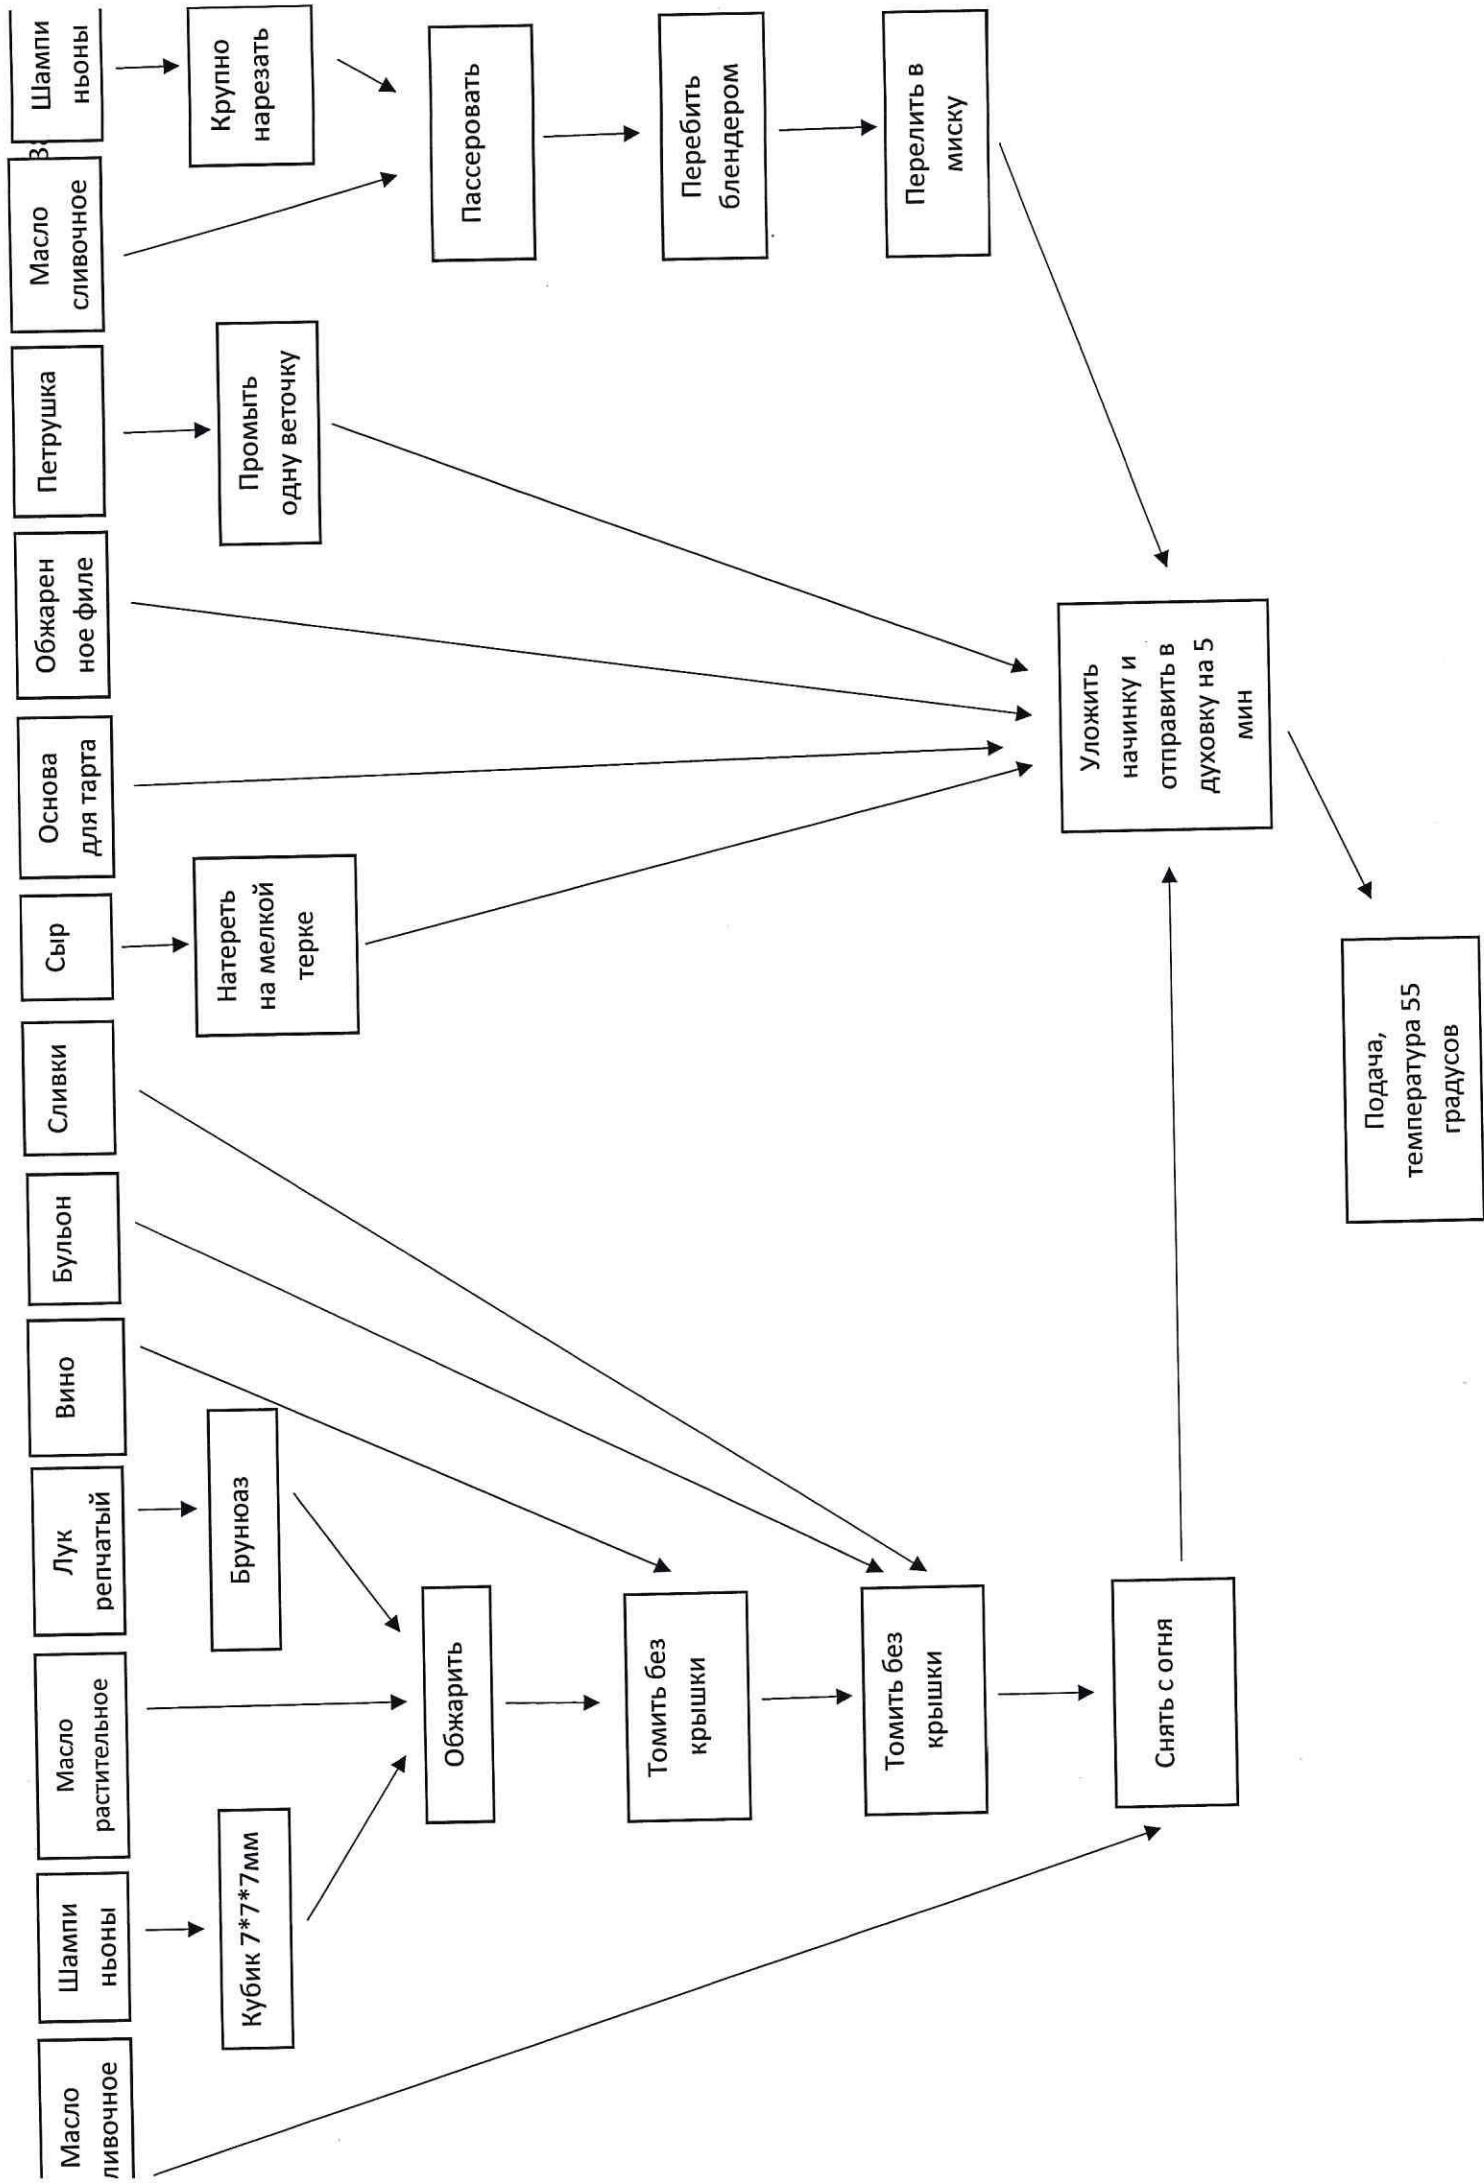 Масло
ливочное
Шампи
ньоны
Масло
растительное
Лук
репчатый
Вино
Бульон
Сливки
Сыр
Основа
для тарта
Обжарен
ное филе
Петрушка
Масло
сливочное
Шампи
ньоны
Кубик 7*7*7мм
Брунюаз
Натереть
на мелкой
терке
Промыть
одну веточку
Крупно
нарезать
Обжарить
Пассеровать
Томить без
крышки
Перебить
блендером
Томить без
крышки
Перелить в
миску
Снять с огня
Уложить
начинку и
отправить в
духовку на 5
мин
Подача,
температура 55
градусов